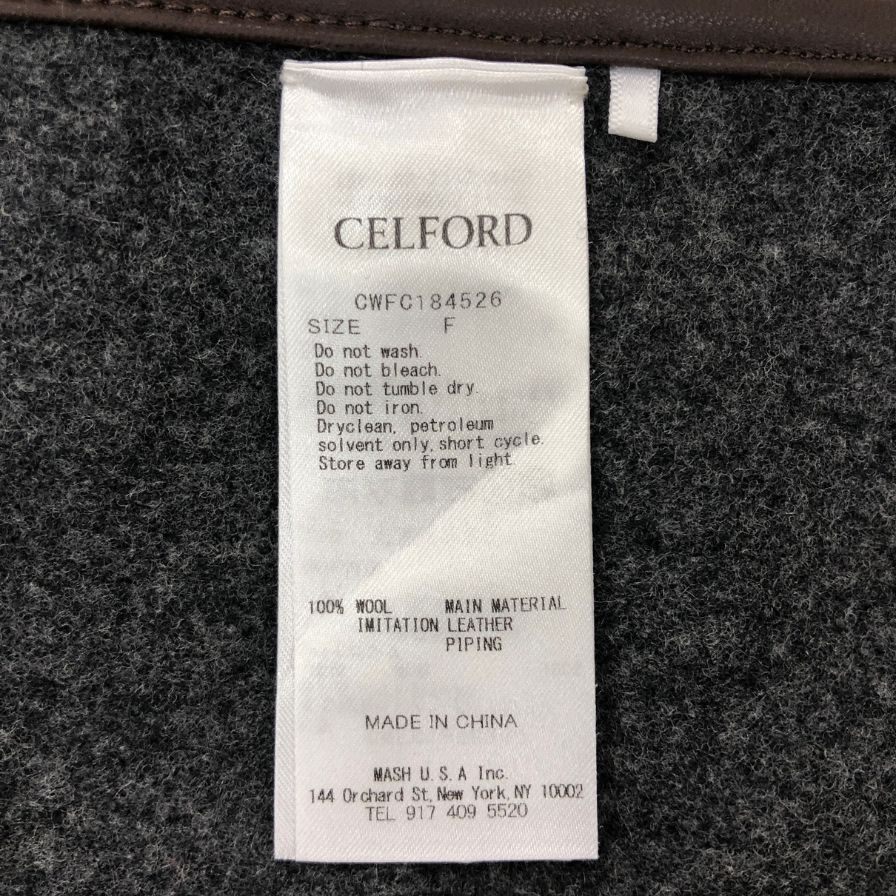 CELFORD
CWFC184526
SIZE F
Do not wash.
Do not bleach.
Do not tumble dry.
Do not iron.
Dryclean, petroleum
solvent only, short cycle.
Store away from light.
100% WOOL MAIN MATERIAL
IMITATION LEATHER
PIPING
MADE IN CHINA
MASH U.S.A Inc.
144 Orchard St, New York, NY 10002
TEL 917 409 5520